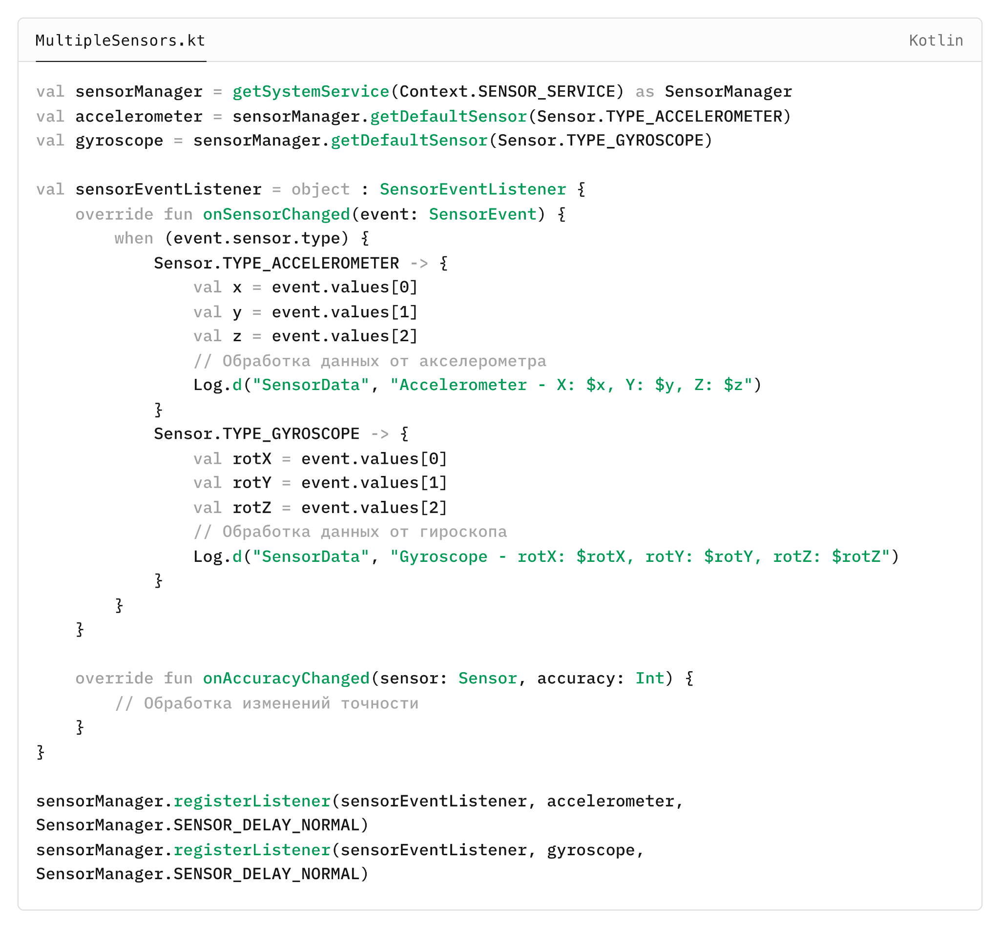 MultipleSensors.kt
Kotlin
val sensorManager = getSystemService(Context.SENSOR_SERVICE) as SensorManager
val accelerometer = sensorManager.getDefaultSensor(Sensor.TYPE_ACCELEROMETER)
val gyroscope = sensorManager.getDefaultSensor(Sensor.TYPE_GYROSCOPE)

val sensorEventListener = object : SensorEventListener {
    override fun onSensorChanged(event: SensorEvent) {
        when (event.sensor.type) {
            Sensor.TYPE_ACCELEROMETER -> {
                val x = event.values[0]
                val y = event.values[1]
                val z = event.values[2]
                // Обработка данных от акселерометра
                Log.d("SensorData", "Accelerometer - X: $x, Y: $y, Z: $z")
            }
            Sensor.TYPE_GYROSCOPE -> {
                val rotX = event.values[0]
                val rotY = event.values[1]
                val rotZ = event.values[2]
                // Обработка данных от гироскопа
                Log.d("SensorData", "Gyroscope - rotX: $rotX, rotY: $rotY, rotZ: $rotZ")
            }
        }
    }

    override fun onAccuracyChanged(sensor: Sensor, accuracy: Int) {
        // Обработка изменений точности
    }
}

sensorManager.registerListener(sensorEventListener, accelerometer,
SensorManager.SENSOR_DELAY_NORMAL)
sensorManager.registerListener(sensorEventListener, gyroscope,
SensorManager.SENSOR_DELAY_NORMAL)